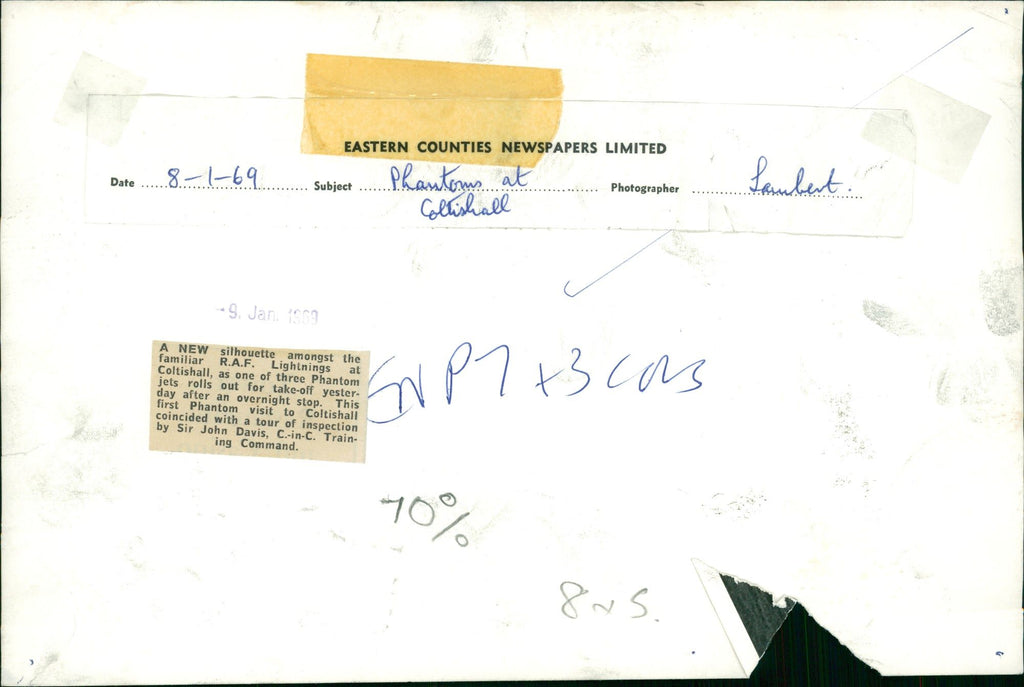 EASTERN COUNTIES NEWSPAPERS LIMITED
Date 8-1-69 Subject Phantoms at Photographer Lambert.
Coltishall
-9. Jan. 1969
A NEW silhouette amongst the
familiar R.A.F. Lightnings at
Coltishall, as one of three Phantom
jets rolls out for take-off yester-
day after an overnight stop. This
first Phantom visit to Coltishall
coincided with a tour of inspection
by Sir John Davis, C.-in-C. Train-
ing Command.
P7 x3 cols
70%